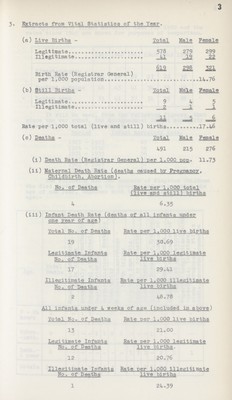 3
5. Extracts from Vital Statistics of the Year.
(a) Live Births - Total Male Female
Legitimate 578 279 299
Illegitimate 41 19 22
619 298 321
Birth Rate (Registrar General)
per 1,000 population 14.76
(b) Still Births - Total Male Female
Legitimate 9 4 5
Illegitimate 2 1 1
11 5 6
Rate per 1,000 total (live and still) births 17.46
(c) Deaths - Total Male Female
491 215 276
(i) Death Rate (Registrar General) per 1,000 pop. 11.73
(ii) Maternal Death Rate (deaths caused by Pregnancy,
Childbirth, Abortion).
No. of Deaths Rate per 1,000 total
(live and still) births
4 6.35
(iii) Infant Death Rate (deaths of all infants under
one year of age)
Total No. of Deaths Rate per 1,000 live births
19 30.69
Legitimate Infants Rate per 1,000 legitimate
No. of Deaths live births.
17 29.41
Illegitimate Infants Rate per 1,000 illegitimate
No. of Deaths live births
2 48.78
All infants under 4 weeks of age (included in above)
Total No. of Deaths Rate per 1,000 live births
13 21.00
Legitimate Infants Rate per 1,000 legitimate
No. of Deaths live births.
12 20.76
Illegitimate Infants Rate per 1,000 illegitimate
No. of Deaths live births.
1 24.39